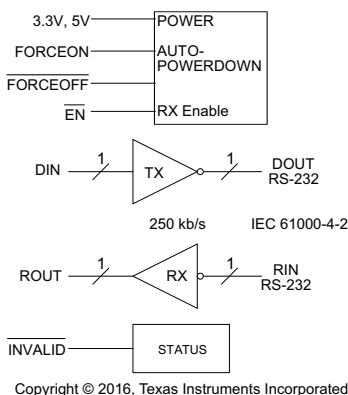 3.3V, 5V POWER
FORCEON AUTO-
POWERDOWN
FORCEOFF
EN RX Enable
DIN 1 TX 1 DOUT
RS-232
250 kb/s IEC 61000-4-2
ROUT 1 RX 1 RIN
RS-232
INVALID STATUS
Copyright © 2016, Texas Instruments Incorporated